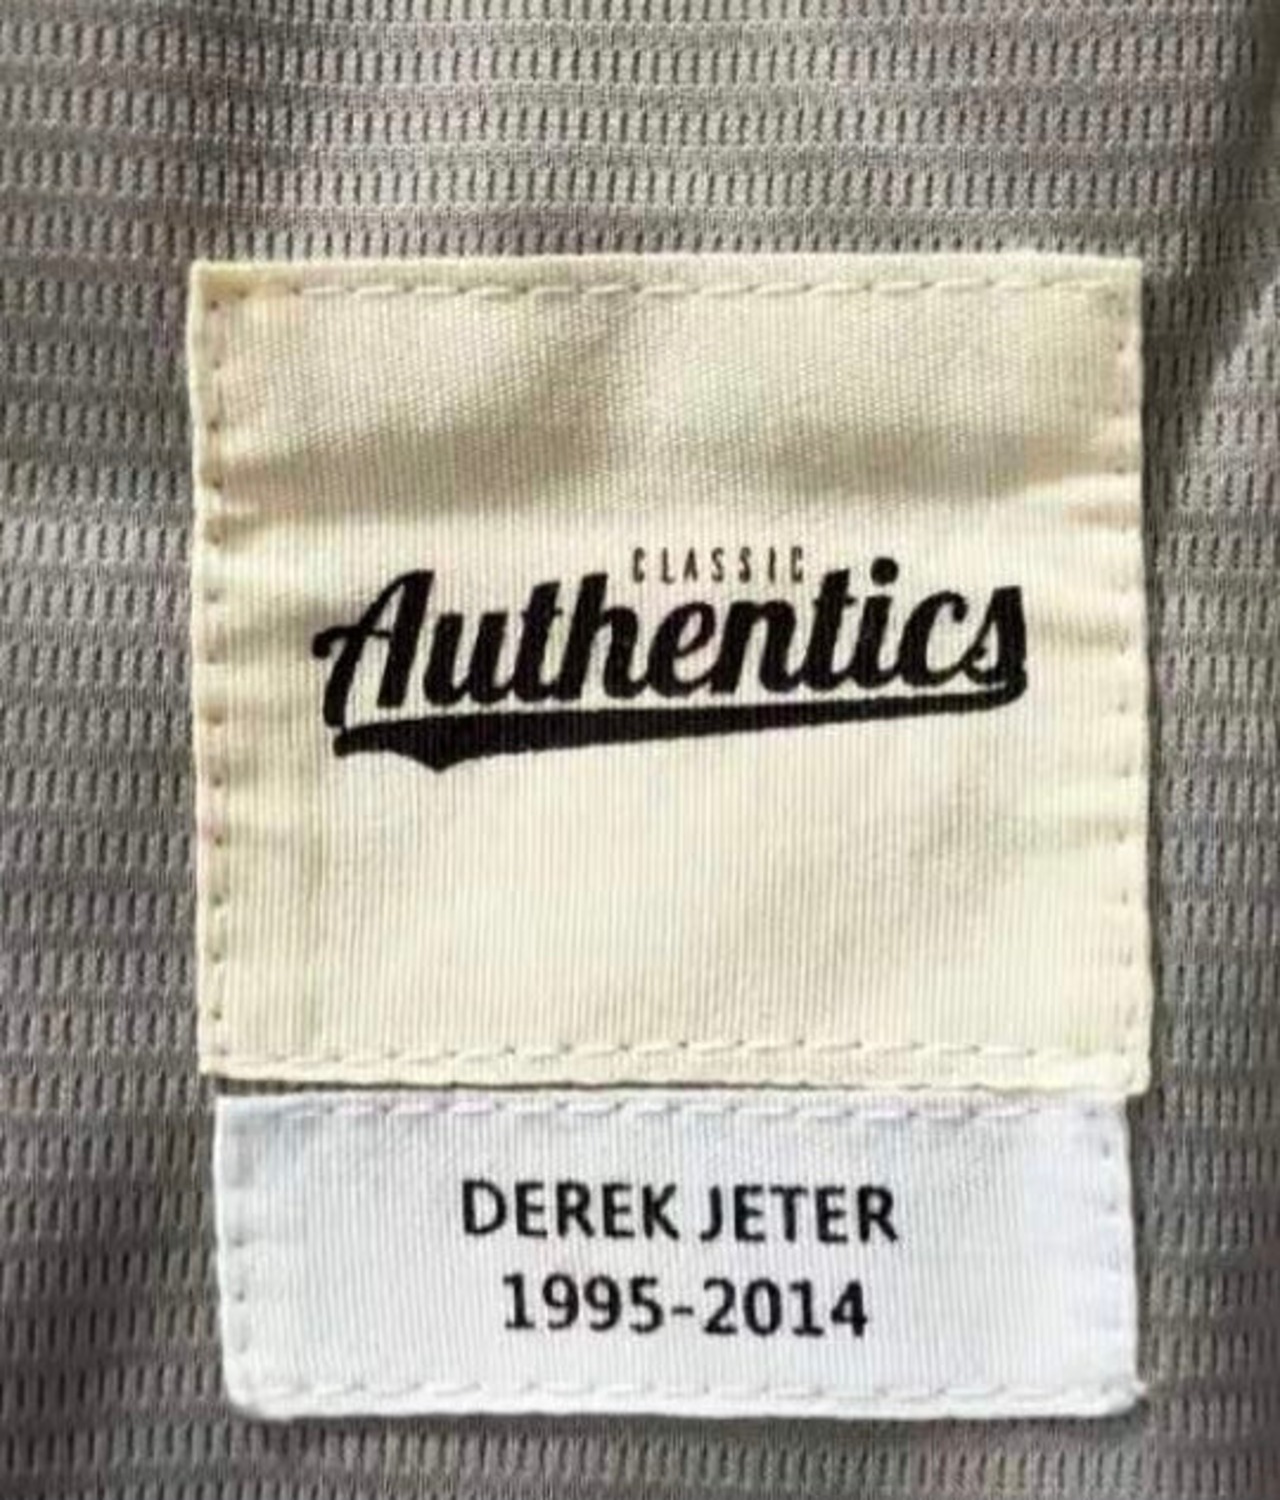 CLASSIC
Authentics
DEREK JETER
1995-2014